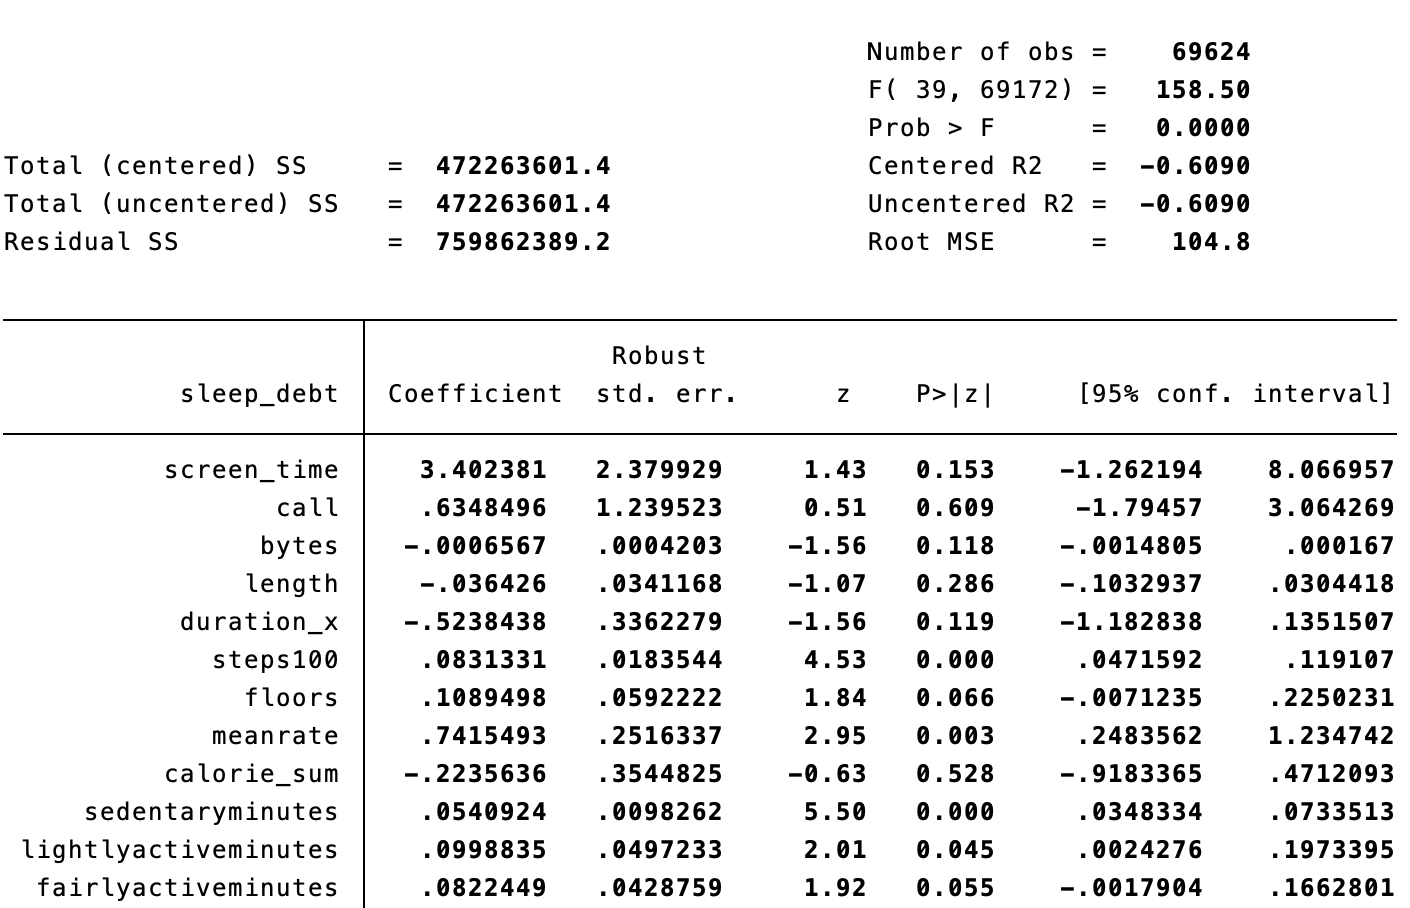 Number of obs = 69624
F( 39, 69172) = 158.50
Prob > F = 0.0000
Total (centered) SS = 472263601.4 Centered R2 = -0.6090
Total (uncentered) SS = 472263601.4 Uncentered R2 = -0.6090
Residual SS = 759862389.2 Root MSE = 104.8
Robust
sleep_debt Coefficient std. err. z P>|z| [95% conf. interval]
screen_time 3.402381 2.379929 1.43 0.153 -1.262194 8.066957
call .6348496 1.239523 0.51 0.609 -1.79457 3.064269
bytes -.0006567 .0004203 -1.56 0.118 -.0014805 .000167
length -.036426 .0341168 -1.07 0.286 -.1032937 .0304418
duration_x -.5238438 .3362279 -1.56 0.119 -1.182838 .1351507
steps100 .0831331 .0183544 4.53 0.000 .0471592 .119107
floors .1089498 .0592222 1.84 0.066 -.0071235 .2250231
meanrate .7415493 .2516337 2.95 0.003 .2483562 1.234742
calorie_sum -.2235636 .3544825 -0.63 0.528 -.9183365 .4712093
sedentaryminutes .0540924 .0098262 5.50 0.000 .0348334 .0733513
lightlyactiveminutes .0998835 .0497233 2.01 0.045 .0024276 .1973395
fairlyactiveminutes .0822449 .0428759 1.92 0.055 -.0017904 .1662801